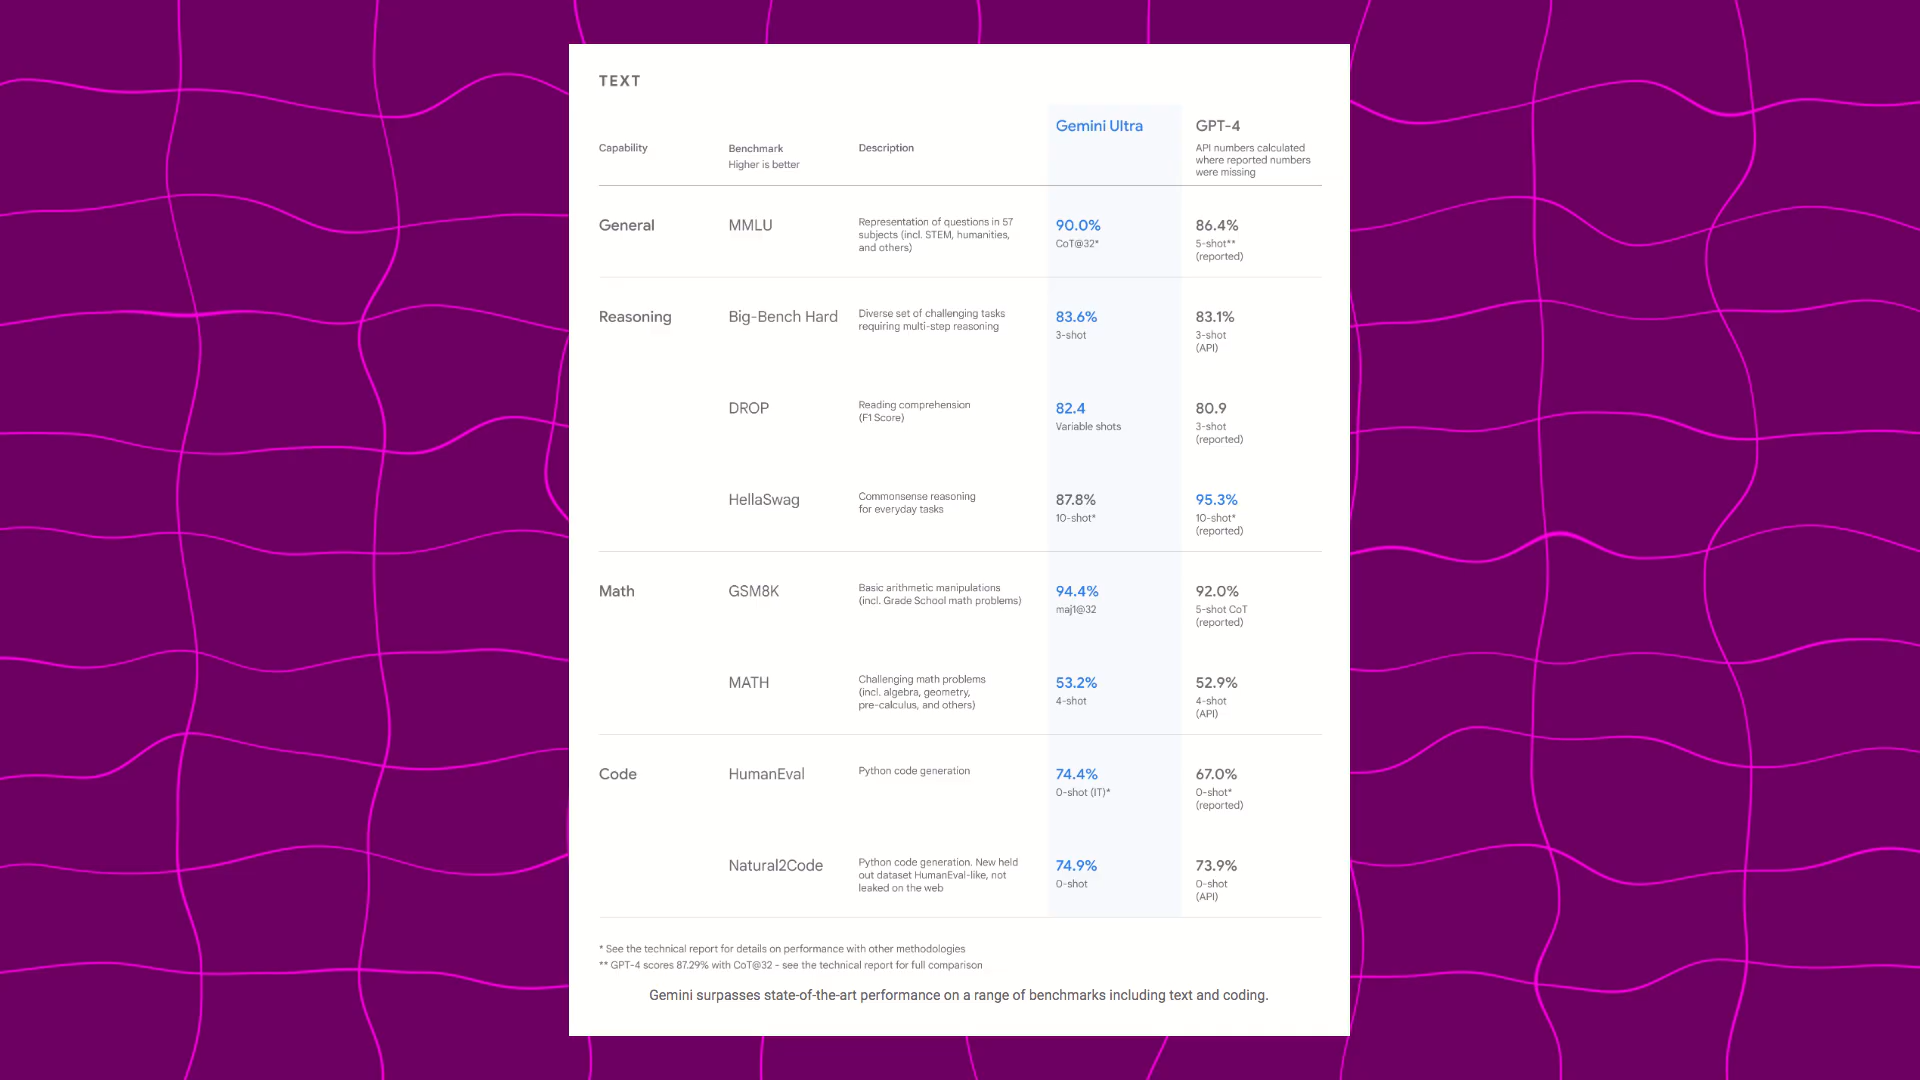 TEXT
Gemini Ultra
GPT-4
Capability
Benchmark
Higher is better
Description
API numbers calculated
where reported numbers
were missing
General
MMLU
Representation of questions in 57
subjects (incl. STEM, humanities,
and others)
90.0%
CoT@32*
86.4%
5-shot**
(reported)
Reasoning
Big-Bench Hard
Diverse set of challenging tasks
requiring multi-step reasoning
83.6%
3-shot
83.1%
3-shot
(API)
DROP
Reading comprehension
(F1 Score)
82.4
Variable shots
80.9
3-shot
(reported)
HellaSwag
Commonsense reasoning
for everyday tasks
87.8%
10-shot*
95.3%
10-shot*
(reported)
Math
GSM8K
Basic arithmetic manipulations
(incl. Grade School math problems)
94.4%
maj1@32
92.0%
5-shot CoT
(reported)
MATH
Challenging math problems
(incl. algebra, geometry,
pre-calculus, and others)
53.2%
4-shot
52.9%
4-shot
(API)
Code
HumanEval
Python code generation
74.4%
0-shot (IT)*
67.0%
0-shot*
(reported)
Natural2Code
Python code generation. New held
out dataset HumanEval-like, not
leaked on the web
74.9%
0-shot
73.9%
0-shot
(API)
* See the technical report for details on performance with other methodologies
** GPT-4 scores 87.29% with CoT@32 - see the technical report for full comparison
Gemini surpasses state-of-the-art performance on a range of benchmarks including text and coding.